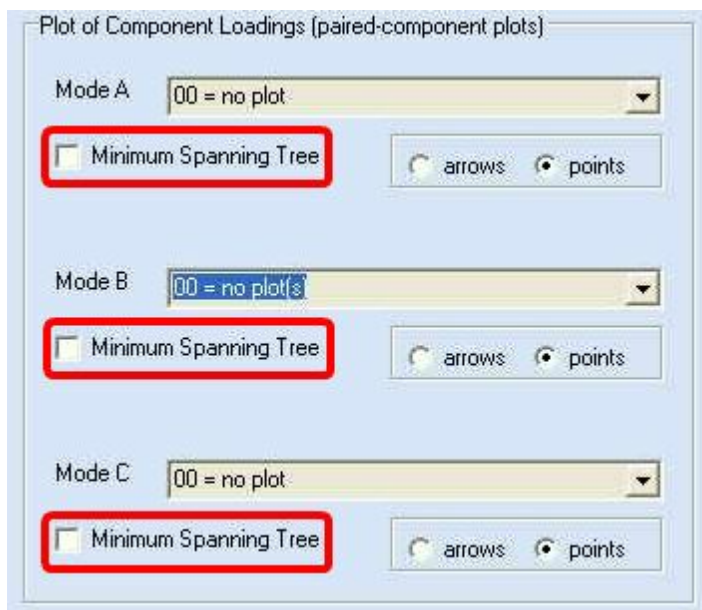 Plot of Component Loadings (paired-component plots)
Mode A 00 = no plot
Minimum Spanning Tree arrows points
Mode B 00 = no plot(s)
Minimum Spanning Tree arrows points
Mode C 00 = no plot
Minimum Spanning Tree arrows points